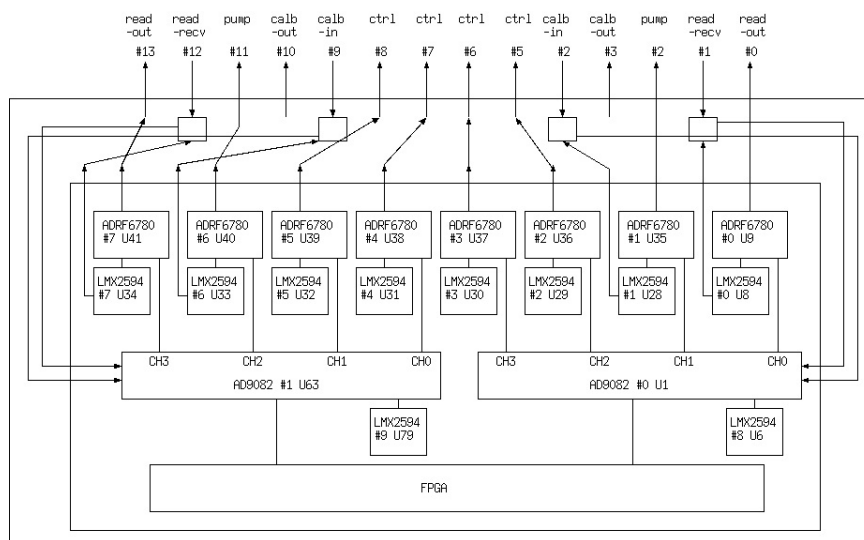 read read pump calb calb ctrl ctrl ctrl ctrl calb calb pump read read
-out -recv -out -in -in -out -recv -out
#13 #12 #11 #10 #9 #8 #7 #6 #5 #2 #3 #2 #1 #0
ADRF6780 ADRF6780 ADRF6780 ADRF6780 ADRF6780 ADRF6780 ADRF6780 ADRF6780
#7 U41 #6 U40 #5 U39 #4 U38 #3 U37 #2 U36 #1 U35 #0 U9
LMX2594 LMX2594 LMX2594 LMX2594 LMX2594 LMX2594 LMX2594 LMX2594
#7 U34 #6 U33 #5 U32 #4 U31 #3 U30 #2 U29 #1 U28 #0 U8
CH3 CH2 CH1 CH0 CH3 CH2 CH1 CH0
AD9082 #1 U63 AD9082 #0 U1
LMX2594 LMX2594
#9 U79 #8 U6
FPGA